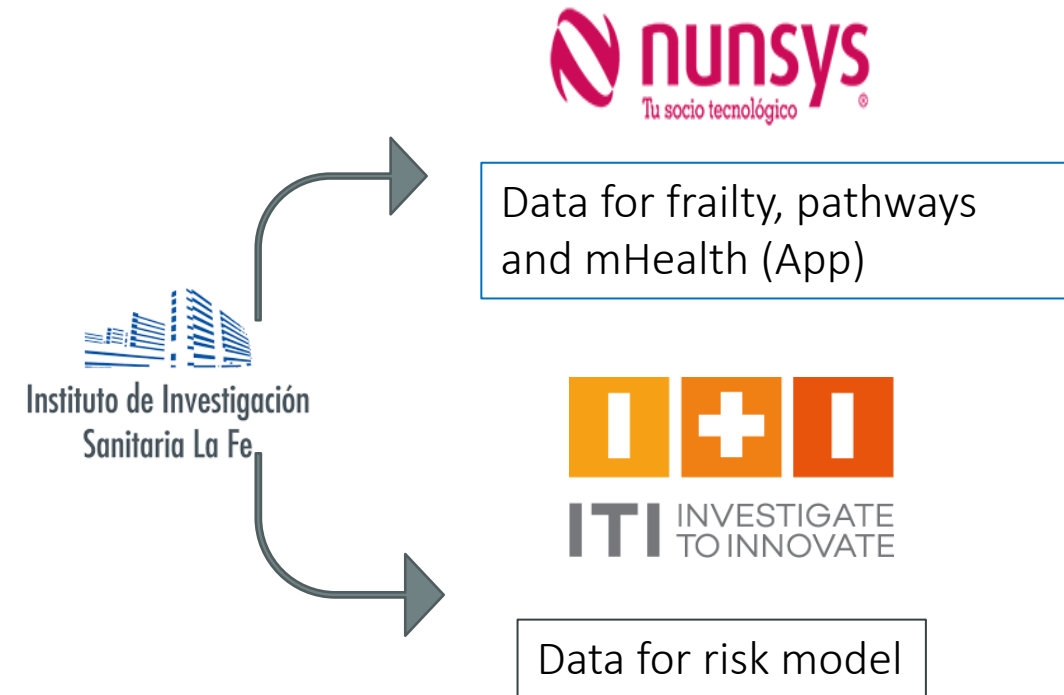 nunsys
®
Tu socio tecnológico
Data for frailty, pathways
and mHealth (App)
Instituto de Investigación
Sanitaria La Fe
ITI INVESTIGATE
TO INNOVATE
Data for risk model